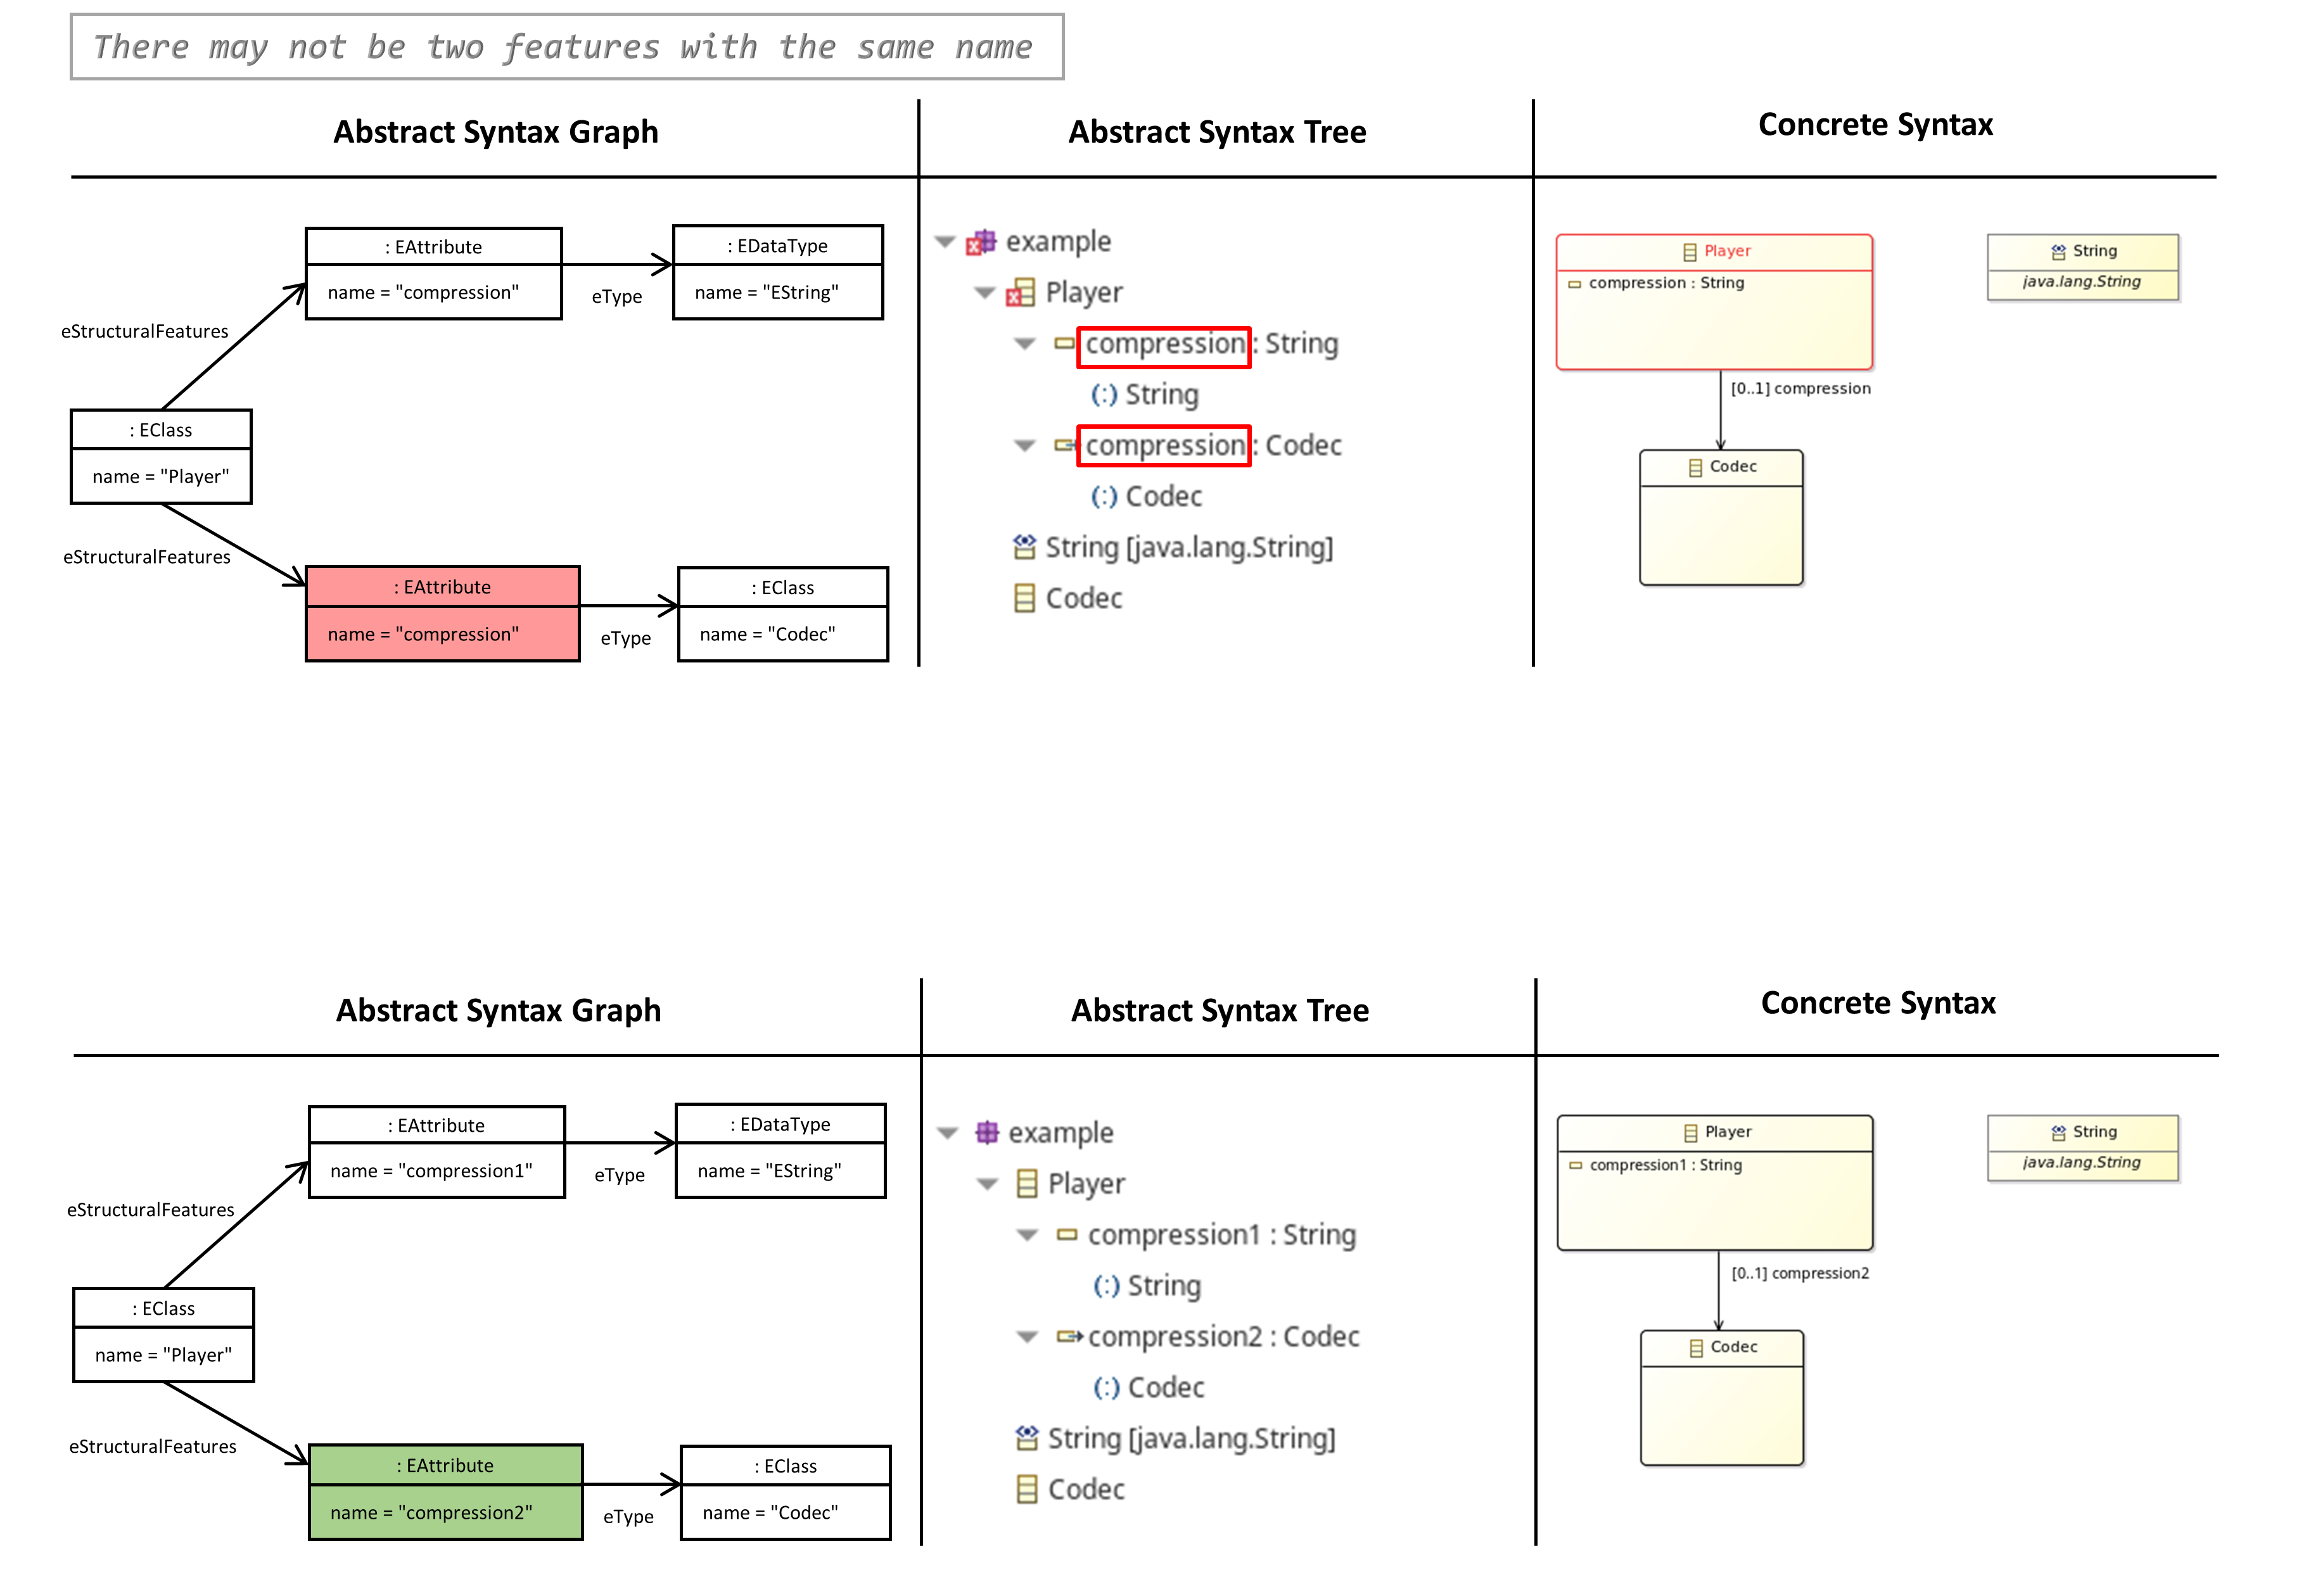 There may not be two features with the same name
Abstract Syntax Graph
Abstract Syntax Tree
Concrete Syntax
: EAttribute
name = "compression"
eType
: EDataType
name = "EString"
eStructuralFeatures
: EClass
name = "Player"
eStructuralFeatures
: EAttribute
name = "compression"
eType
: EClass
name = "Codec"
example
Player
compression : String
(:) String
compression : Codec
(:) Codec
String [java.lang.String]
Codec
Player
compression : String
[0..1] compression
Codec
String
java.lang.String
Abstract Syntax Graph
Abstract Syntax Tree
Concrete Syntax
: EAttribute
name = "compression1"
eType
: EDataType
name = "EString"
eStructuralFeatures
: EClass
name = "Player"
eStructuralFeatures
: EAttribute
name = "compression2"
eType
: EClass
name = "Codec"
example
Player
compression1 : String
(:) String
compression2 : Codec
(:) Codec
String [java.lang.String]
Codec
Player
compression1 : String
[0..1] compression2
Codec
String
java.lang.String